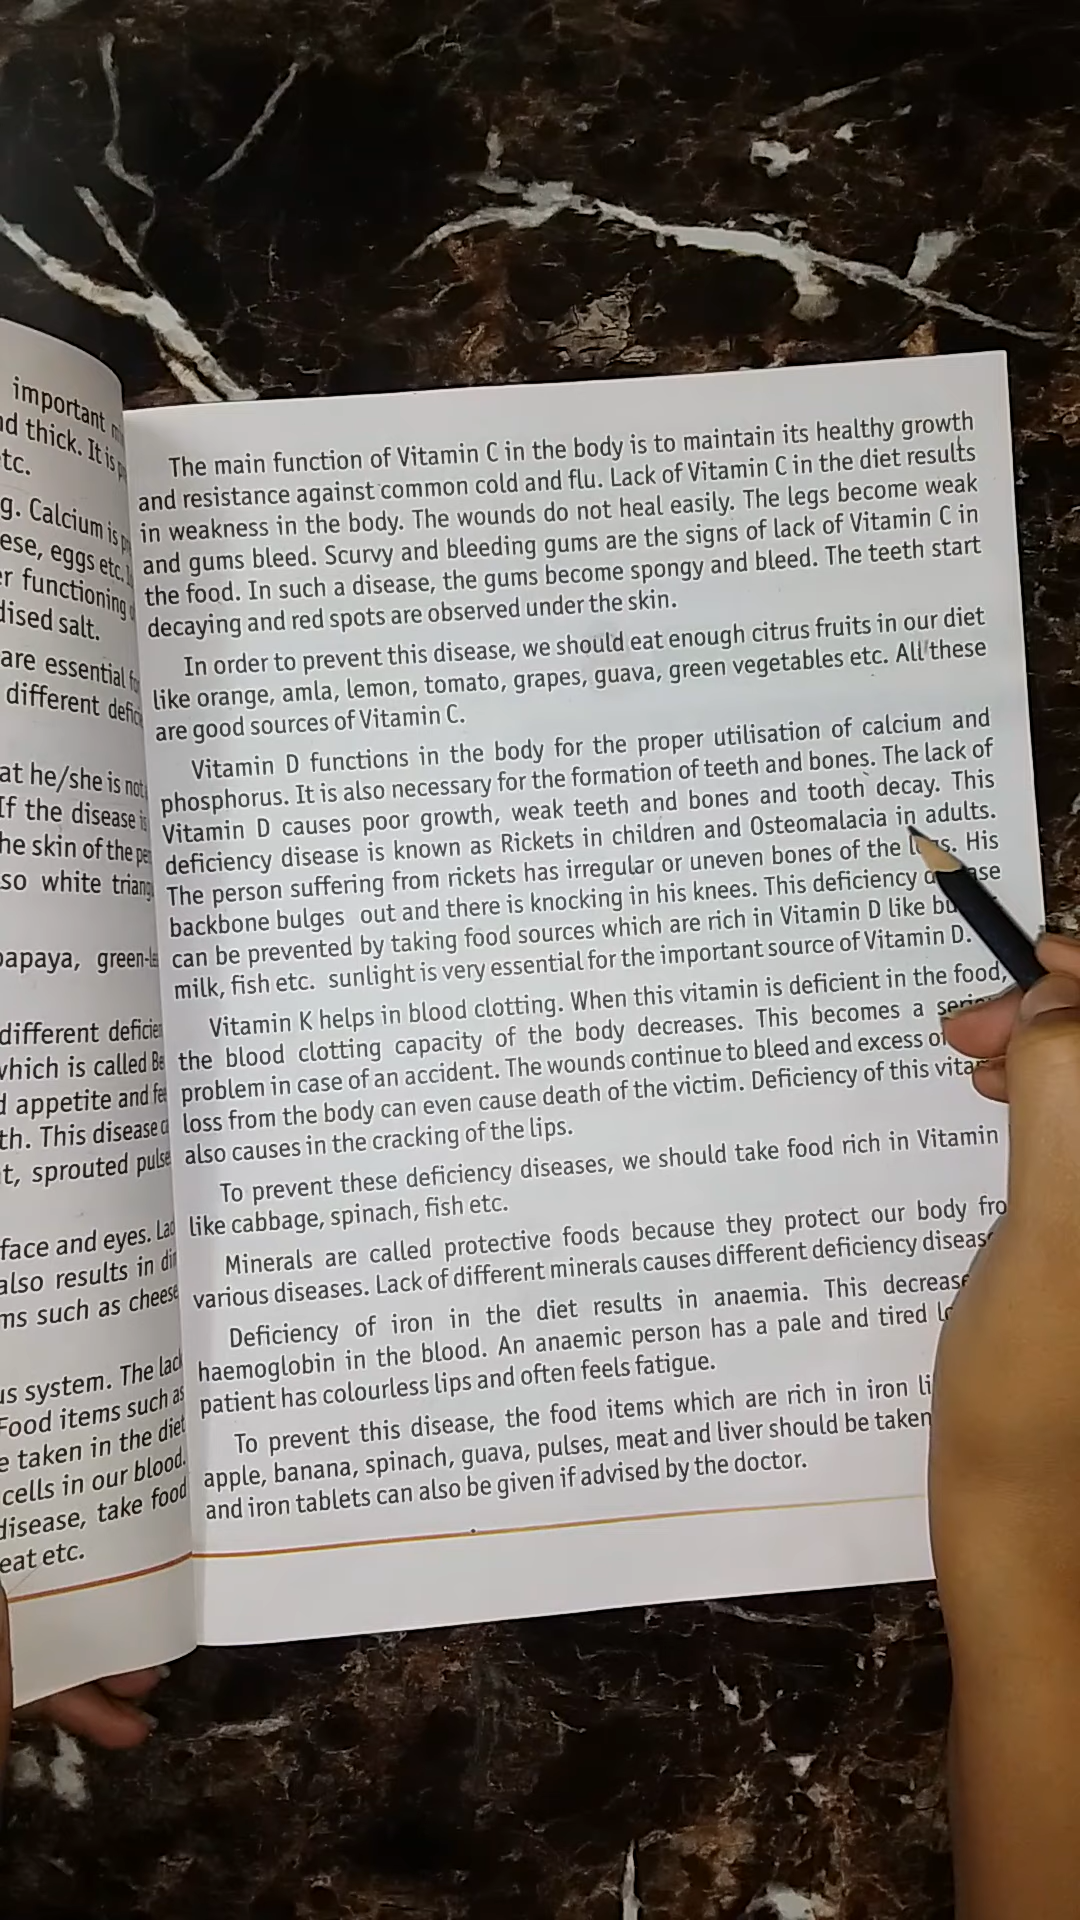 important
nd thick. It is
etc.
g. Calcium is
ese, eggs etc.
er functioning
dised salt.
are essential
different
at he/she is not
If the disease
he skin of the
so white
papaya, green-
different
which is called
d appetite and
th. This disease
t, sprouted
face and eyes.
also results in
ms such as cheese
us system. The lack
Food items such as
e taken in the diet
cells in our blood.
disease, take food
eat etc.
The main function of Vitamin C in the body is to maintain its healthy growth
and resistance against common cold and flu. Lack of Vitamin C in the diet results
in weakness in the body. The wounds do not heal easily. The legs become weak
and gums bleed. Scurvy and bleeding gums are the signs of lack of Vitamin C in
the food. In such a disease, the gums become spongy and bleed. The teeth start
decaying and red spots are observed under the skin.
In order to prevent this disease, we should eat enough citrus fruits in our diet
like orange, amla, lemon, tomato, grapes, guava, green vegetables etc. All these
are good sources of Vitamin C.
Vitamin D functions in the body for the proper utilisation of calcium and
phosphorus. It is also necessary for the formation of teeth and bones. The lack of
Vitamin D causes poor growth, weak teeth and bones and tooth decay. This
deficiency disease is known as Rickets in children and Osteomalacia in adults.
The person suffering from rickets has irregular or uneven bones of the His
backbone bulges out and there is knocking in his knees. This deficiency
can be prevented by taking food sources which are rich in Vitamin D like
milk, fish etc. sunlight is very essential for the important source of Vitamin D.
Vitamin K helps in blood clotting. When this vitamin is deficient in the food,
the blood clotting capacity of the body decreases. This becomes a
problem in case of an accident. The wounds continue to bleed and excess
loss from the body can even cause death of the victim. Deficiency of this
also causes in the cracking of the lips.
To prevent these deficiency diseases, we should take food rich in Vitamin
like cabbage, spinach, fish etc.
Minerals are called protective foods because they protect our body
various diseases. Lack of different minerals causes different deficiency
Deficiency of iron in the diet results in anaemia. This
haemoglobin in the blood. An anaemic person has a pale and tired
patient has colourless lips and often feels fatigue.
To prevent this disease, the food items which are rich in iron
apple, banana, spinach, guava, pulses, meat and liver should be taken
and iron tablets can also be given if advised by the doctor.